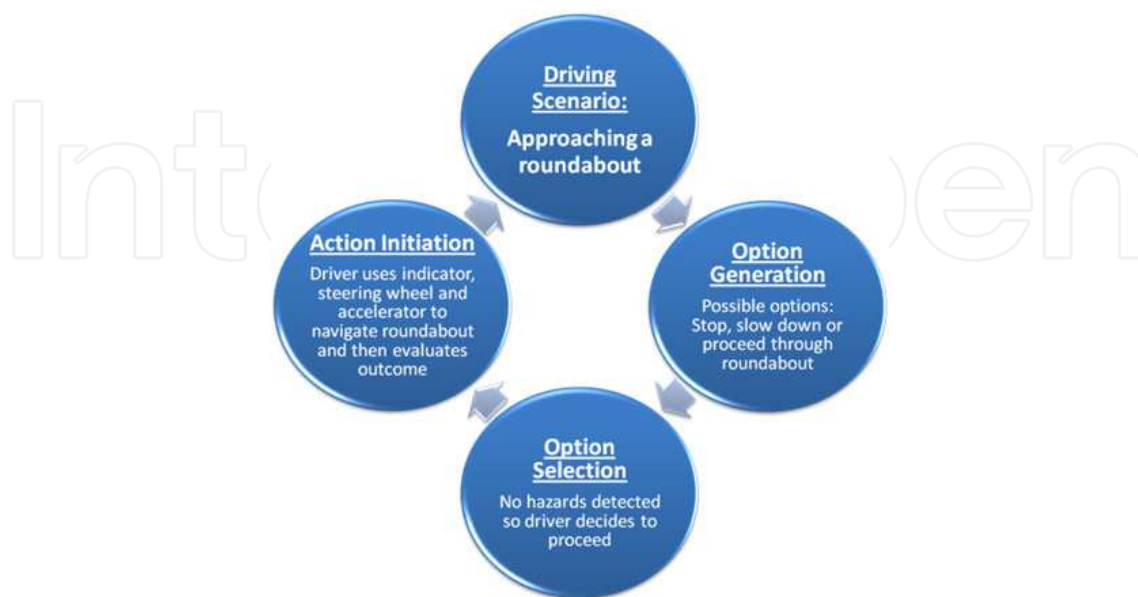 Driving
Scenario:
Approaching a
roundabout
Option
Generation
Possible options:
Stop, slow down or
proceed through
roundabout
Option
Selection
No hazards detected
so driver decides to
proceed
Action Initiation
Driver uses indicator,
steering wheel and
accelerator to
navigate roundabout
and then evaluates
outcome